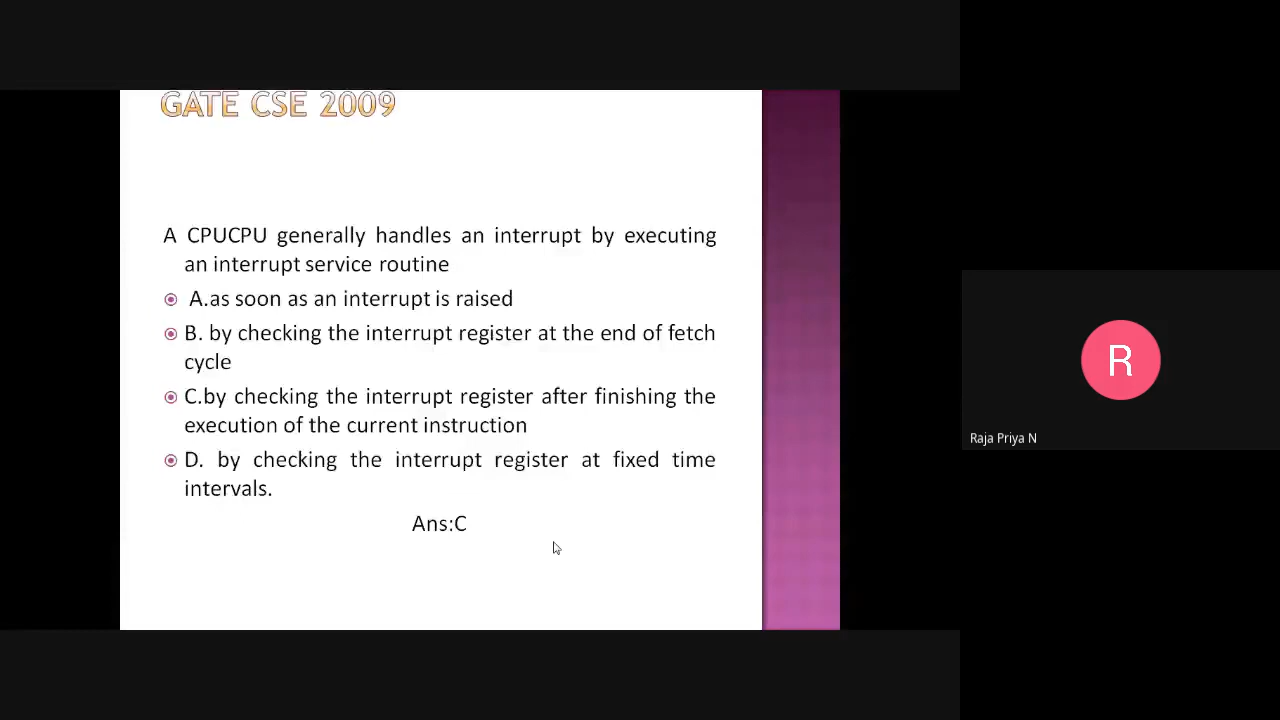 GATE CSE 2009
A CPUCPU generally handles an interrupt by executing
an interrupt service routine
A.as soon as an interrupt is raised
B. by checking the interrupt register at the end of fetch
cycle
C.by checking the interrupt register after finishing the
execution of the current instruction
D. by checking the interrupt register at fixed time
intervals.
Ans:C
R
Raja Priya N